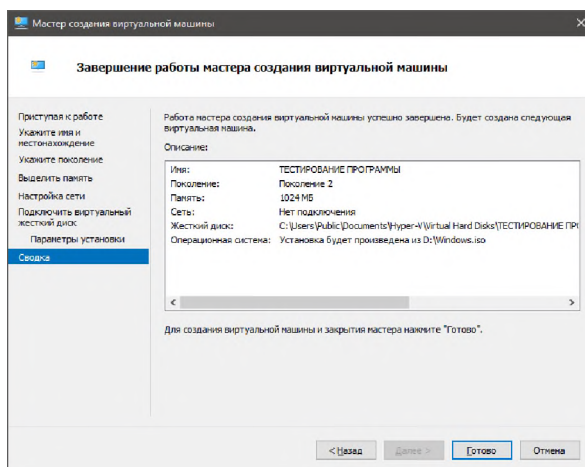 Мастер создания виртуальной машины
Завершение работы мастера создания виртуальной машины
Приступая к работе
Укажите имя и
местонахождение
Укажите поколение
Выделить память
Настройка сети
Подключить виртуальный
жесткий диск
Параметры установки
Сводка
Работа мастера создания виртуальной машины успешно завершена. Будет создана следующая
виртуальная машина.
Описание:
Имя: ТЕСТИРОВАНИЕ ПРОГРАММЫ
Поколение: Поколение 2
Память: 1024 МБ
Сеть: Нет подключения
Жесткий диск: C:\Users\Public\Documents\Hyper-V\Virtual Hard Disks\ТЕСТИРОВАНИЕ ПР
Операционная система: Установка будет произведена из D:\Windows.iso
Для создания виртуальной машины и закрытия мастера нажмите "Готово".
< Назад Далее > Готово Отмена